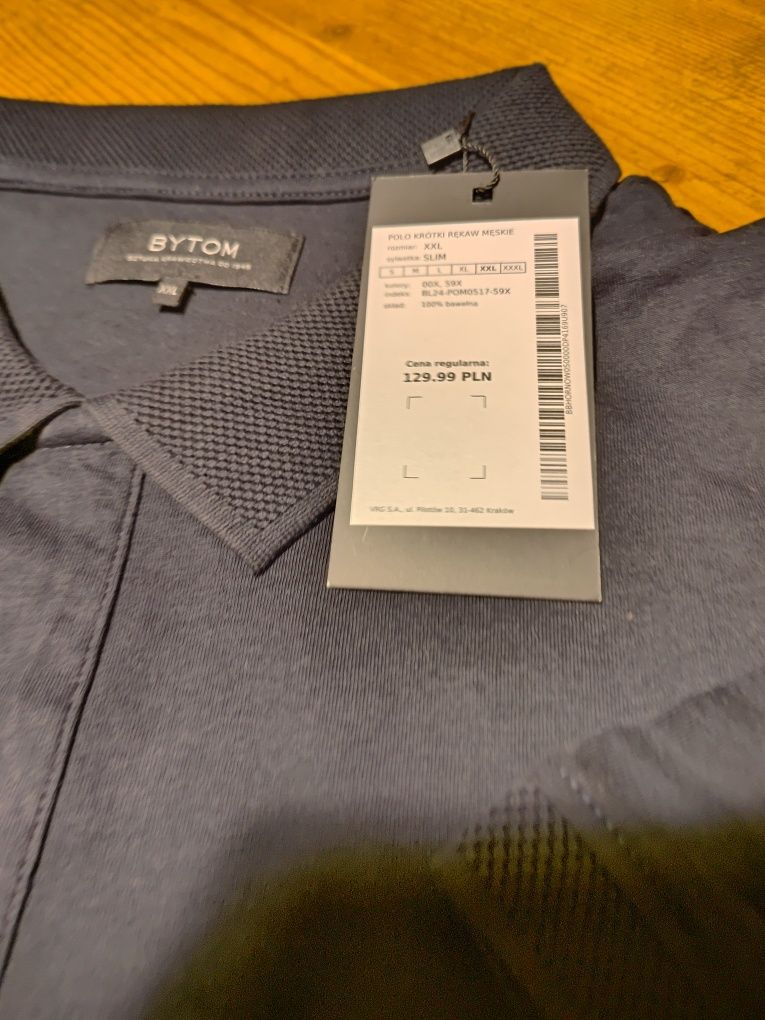 BYTOM
SZTUKA KRAWIECTWA OD 1945
XXL
POLO KRÓTKI RĘKAW MĘSKIE
rozmiar: XXL
sylwetka: SLIM
S M L XL XXL XXXL
kolory: 00X, 59X
indeks: BL24-POM0517-59X
skład: 100% bawełna
Cena regularna:
129.99 PLN
VRG S.A., ul. Pilotów 10, 31-462 Kraków